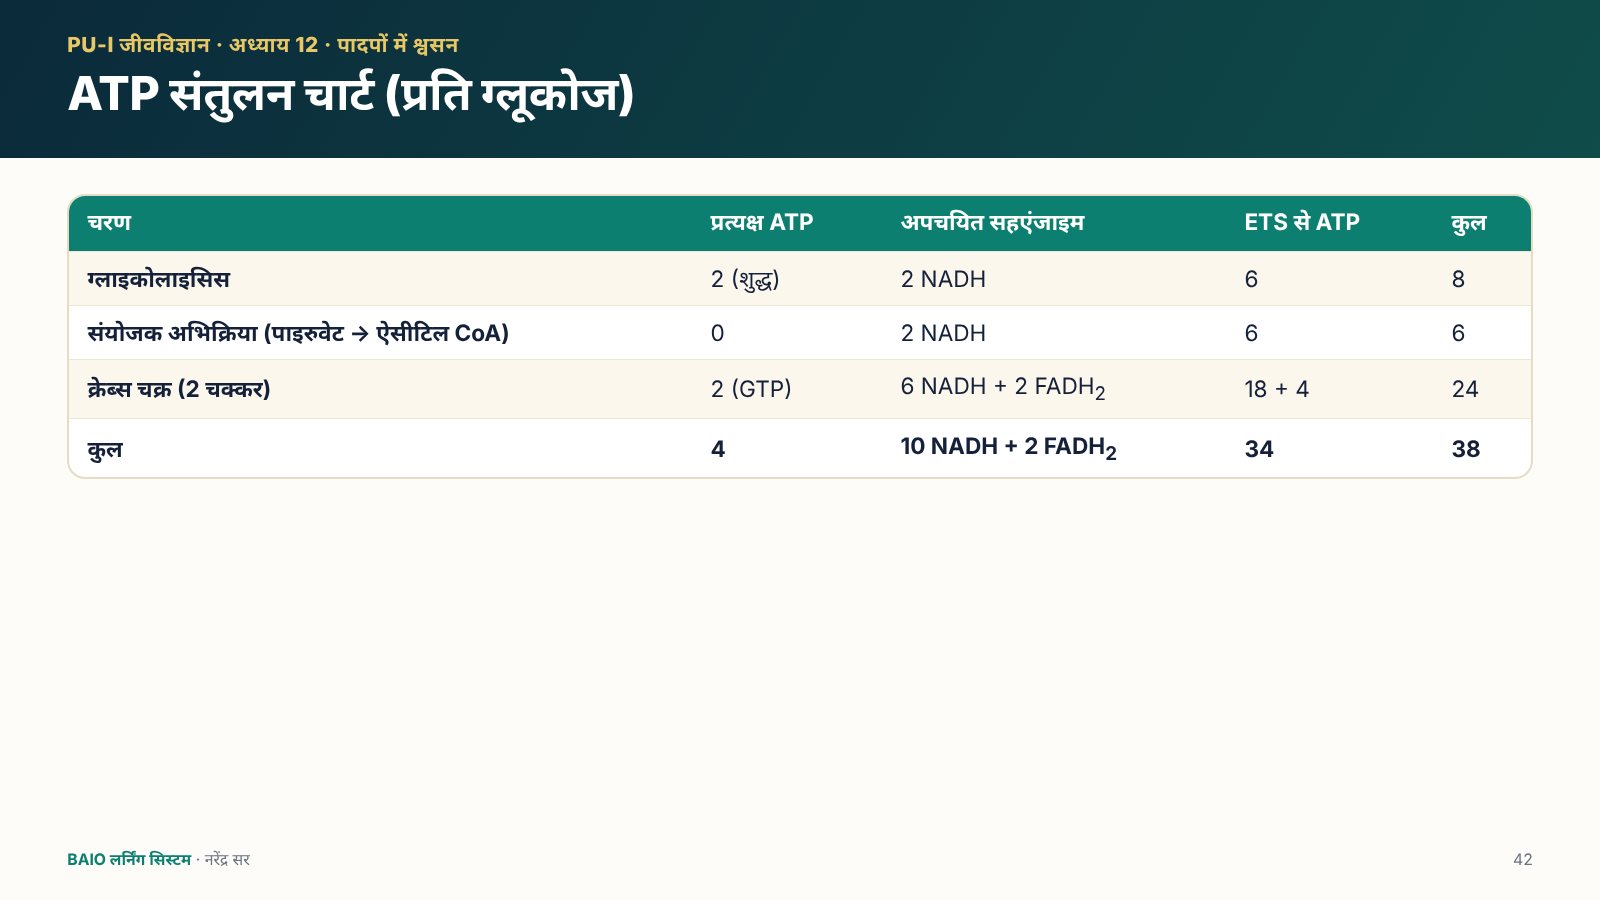 PU-I जीवविज्ञान · अध्याय 12 · पादपों में श्वसन
ATP संतुलन चार्ट (प्रति ग्लूकोज)
चरण प्रत्यक्ष ATP अपचयित सहएंजाइम ETS से ATP कुल
ग्लाइकोलाइसिस 2 (शुद्ध) 2 NADH 6 8
संयोजक अभिक्रिया (पाइरुवेट → ऐसीटिल CoA) 0 2 NADH 6 6
क्रेब्स चक्र (2 चक्कर) 2 (GTP) 6 NADH + 2 FADH₂ 18 + 4 24
कुल 4 10 NADH + 2 FADH₂ 34 38
BAIO लर्निंग सिस्टम · नरेंद्र सर 42